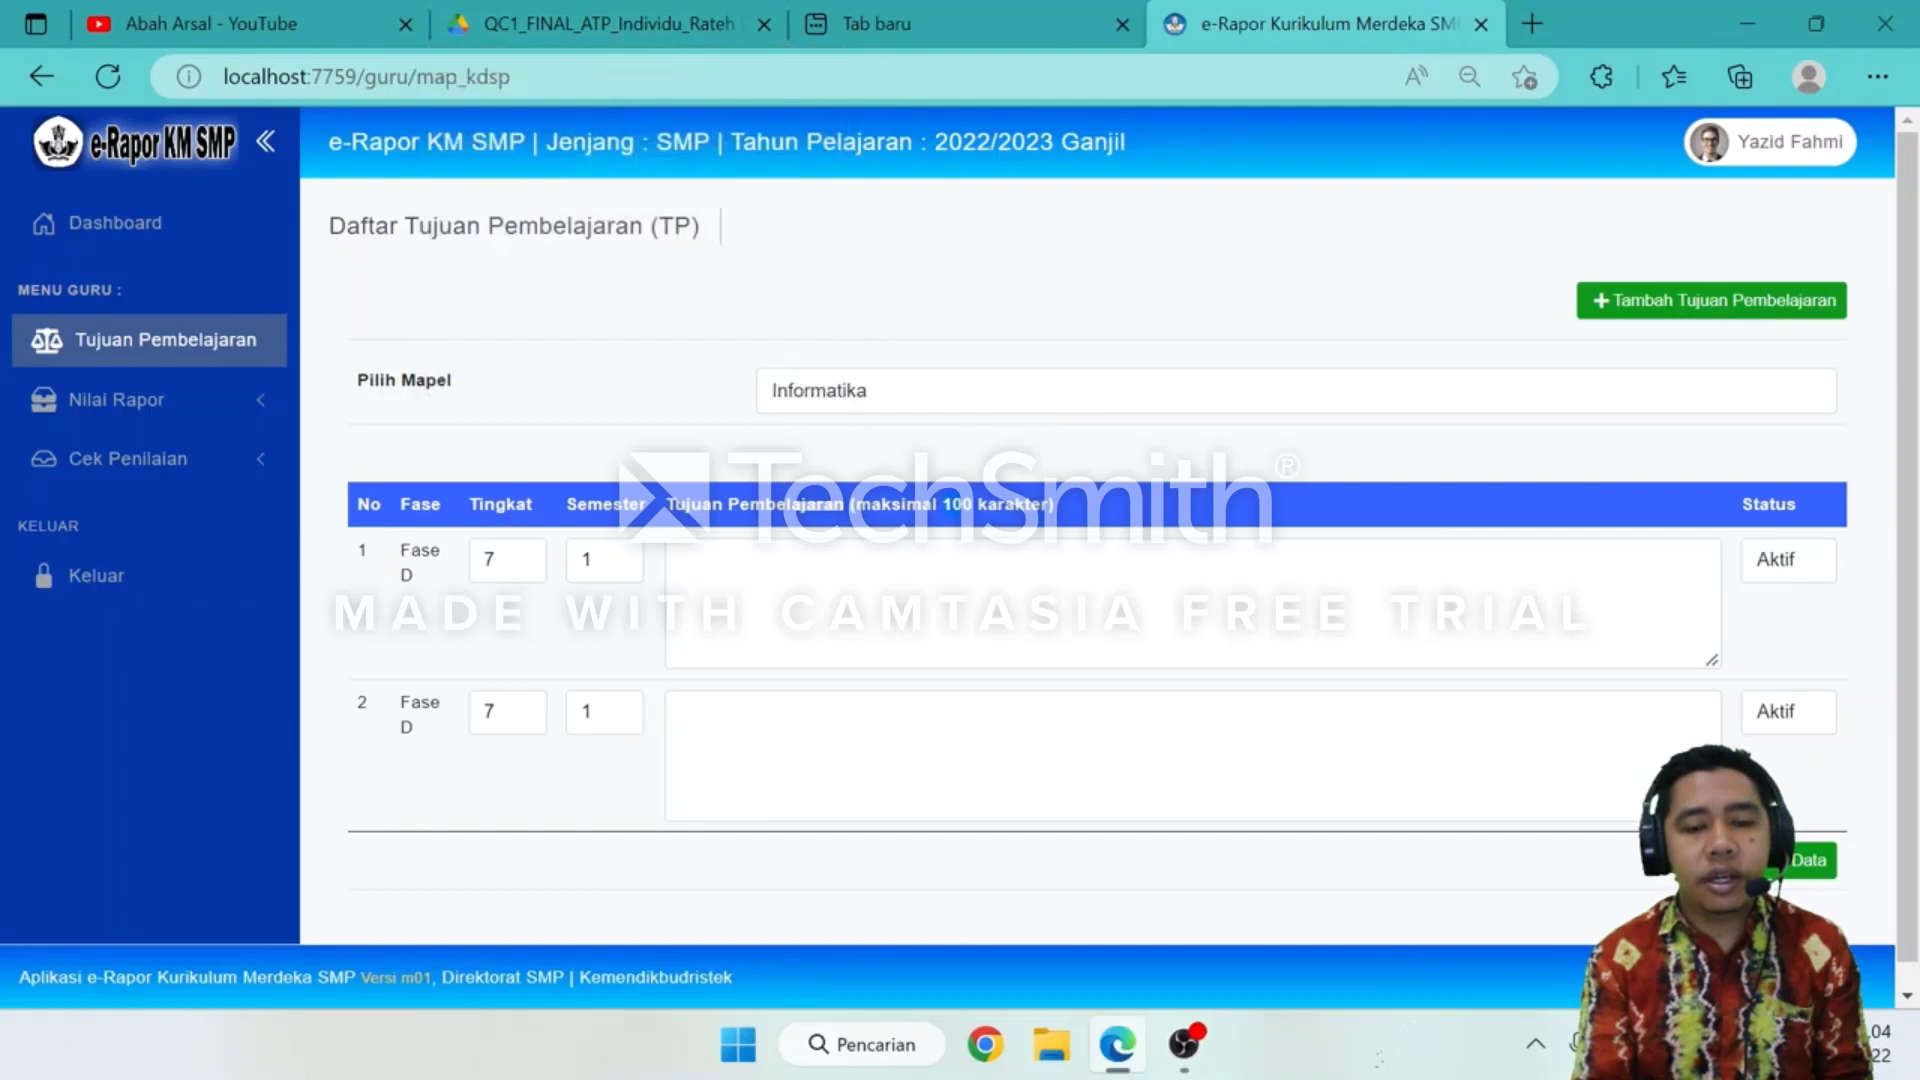 Abah Arsal - YouTube
QC1_FINAL_ATP_Individu_Rateh
Tab baru
e-Rapor Kurikulum Merdeka SM
localhost:7759/guru/map_kdsp
e-Rapor KM SMP
e-Rapor KM SMP | Jenjang : SMP | Tahun Pelajaran : 2022/2023 Ganjil
Yazid Fahmi
Dashboard
MENU GURU :
Tujuan Pembelajaran
Nilai Rapor
Cek Penilaian
KELUAR
Keluar
Daftar Tujuan Pembelajaran (TP)
Tambah Tujuan Pembelajaran
Pilih Mapel
Informatika
No Fase Tingkat Semester Tujuan Pembelajaran (maksimal 100 karakter) Status
1 Fase D 7 1 Aktif
2 Fase D 7 1 Aktif
Data
TechSmith®
MADE WITH CAMTASIA FREE TRIAL
Aplikasi e-Rapor Kurikulum Merdeka SMP Versi m01, Direktorat SMP | Kemendikbudristek
Pencarian
.04
22